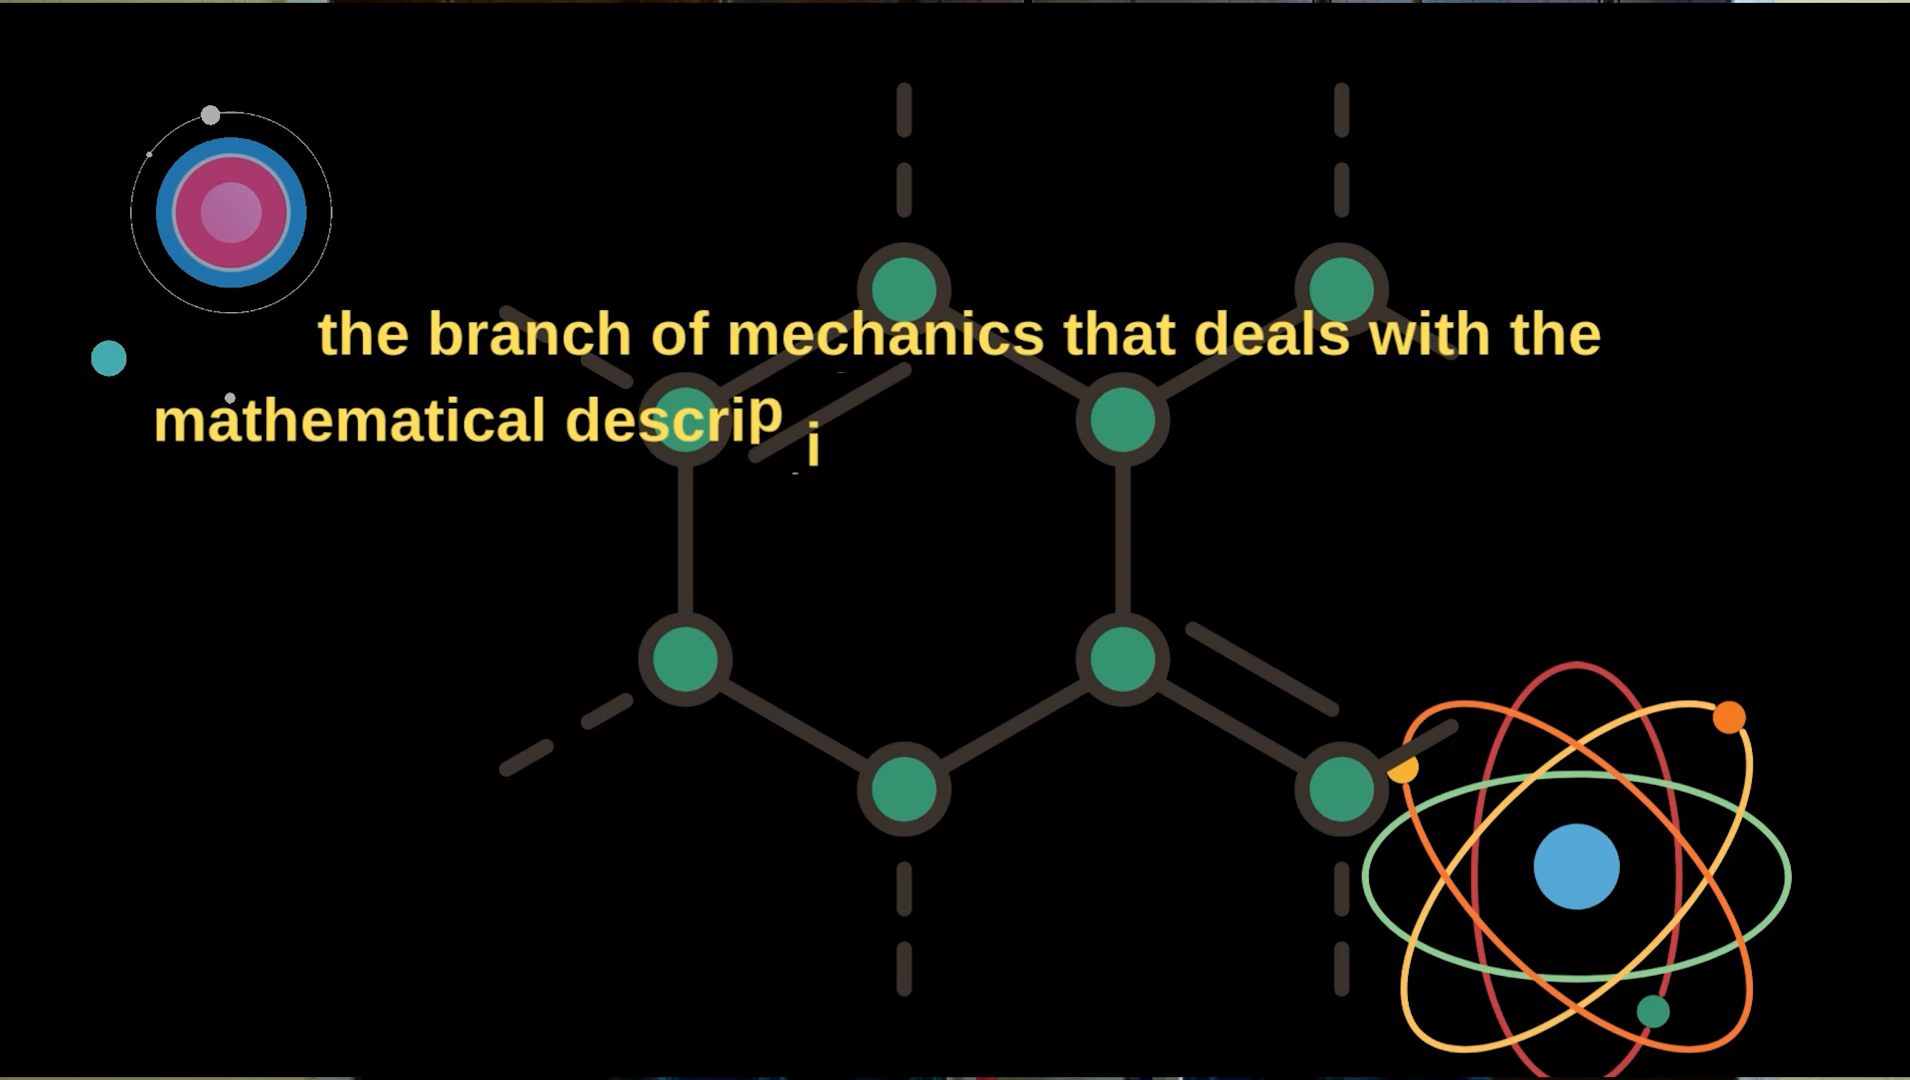 the branch of mechanics that deals with the
mathematical descrip i